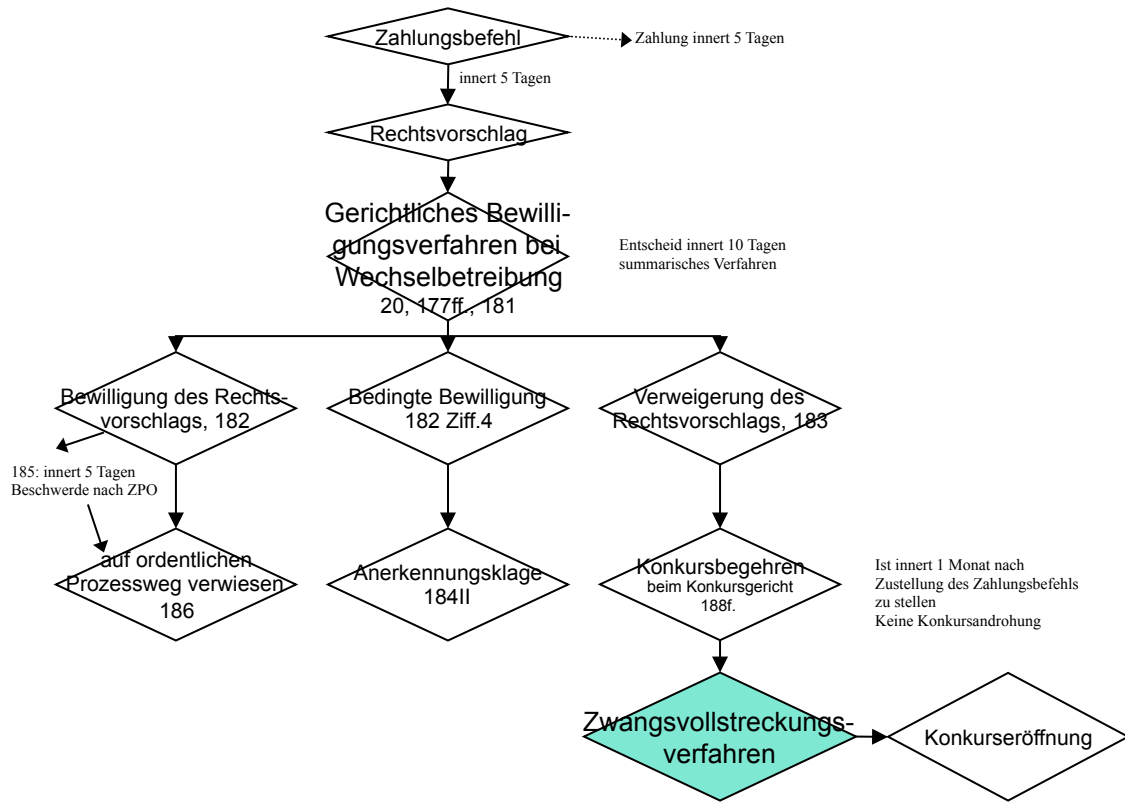 Zahlungsbefehl
Zahlung innert 5 Tagen
innert 5 Tagen
Rechtsvorschlag
Gerichtliches Bewilli-
gungsverfahren bei
Wechselbetreibung
20, 177ff., 181
Entscheid innert 10 Tagen
summarisches Verfahren
Bewilligung des Rechts-
vorschlags, 182
Bedingte Bewilligung
182 Ziff.4
Verweigerung des
Rechtsvorschlags, 183
185: innert 5 Tagen
Beschwerde nach ZPO
auf ordentlichen
Prozessweg verwiesen
186
Anerkennungsklage
184II
Konkursbegehren
beim Konkursgericht
188f.
Ist innert 1 Monat nach
Zustellung des Zahlungsbefehls
zu stellen
Keine Konkursandrohung
Zwangsvollstreckungs-
verfahren
Konkurseröffnung